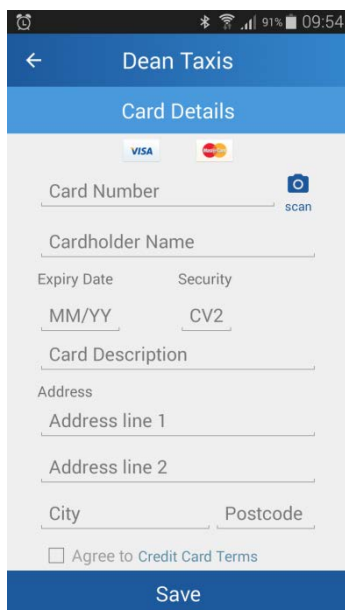 91% 09:54
Dean Taxis
Card Details
VISA MasterCard
Card Number
scan
Cardholder Name
Expiry Date Security
MM/YY CV2
Card Description
Address
Address line 1
Address line 2
City Postcode
Agree to Credit Card Terms
Save